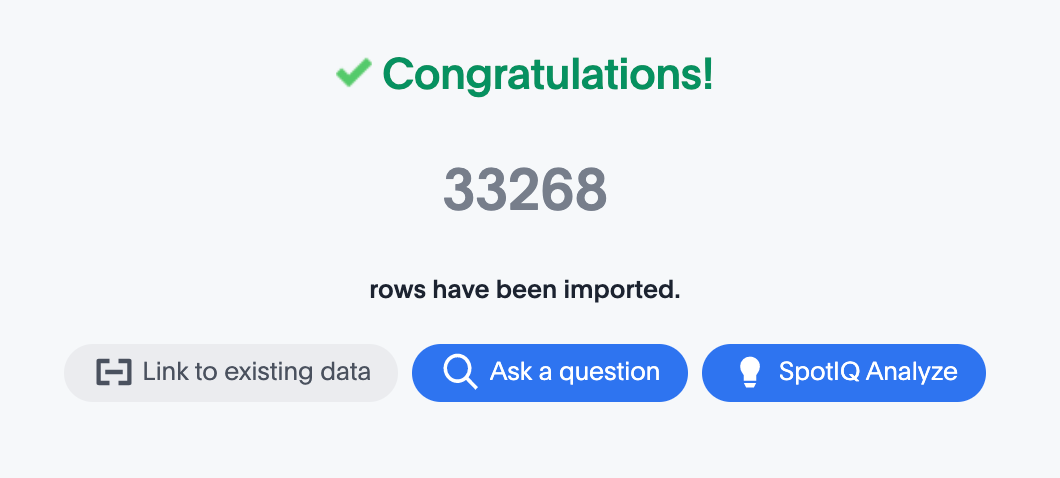 Congratulations!
33268
rows have been imported.
Link to existing data
Ask a question
SpotIQ Analyze